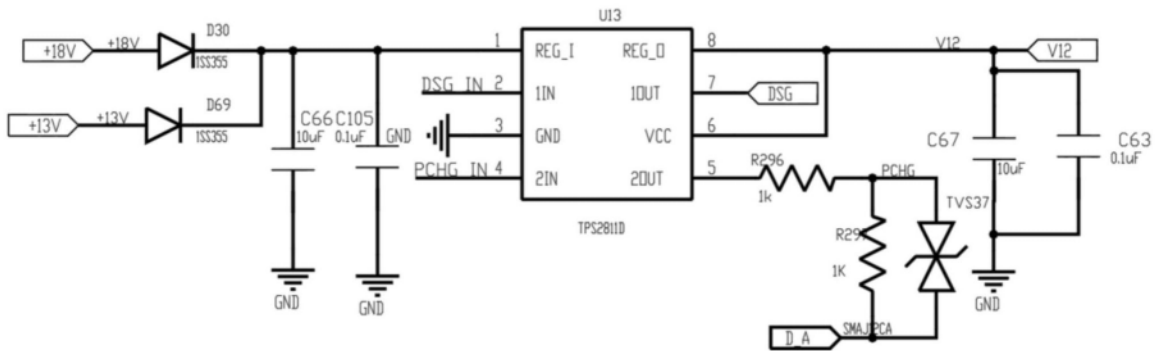 U13
D30
+18V
+18V
1SS355
1
REG_I
REG_O
8
V12
V12
DSG_IN
2
1IN
1OUT
7
DSG
D69
+13V
+13V
1SS355
C66
C105
10uF
0.1uF
GND
3
GND
VCC
6
C67
C63
10uF
0.1uF
PCHG_IN
4
2IN
2OUT
5
R296
1k
PCHG
TVS37
TPS2811D
1K
GND
GND
GND
D_A